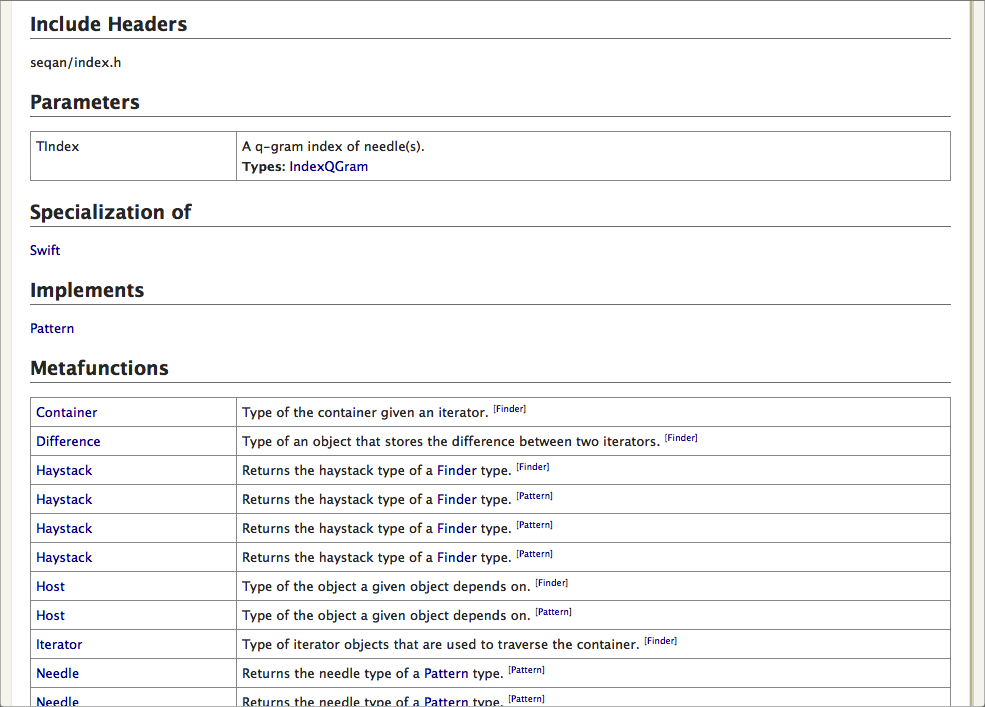 Include Headers
seqan/index.h
Parameters
TIndex A q-gram index of needle(s).
Types: IndexQGram
Specialization of
Swift
Implements
Pattern
Metafunctions
Container Type of the container given an iterator. [Finder]
Difference Type of an object that stores the difference between two iterators. [Finder]
Haystack Returns the haystack type of a Finder type. [Finder]
Haystack Returns the haystack type of a Finder type. [Pattern]
Haystack Returns the haystack type of a Finder type. [Pattern]
Haystack Returns the haystack type of a Finder type. [Pattern]
Host Type of the object a given object depends on. [Finder]
Host Type of the object a given object depends on. [Pattern]
Iterator Type of iterator objects that are used to traverse the container. [Finder]
Needle Returns the needle type of a Pattern type. [Pattern]
Needle Returns the needle type of a Pattern type. [Pattern]